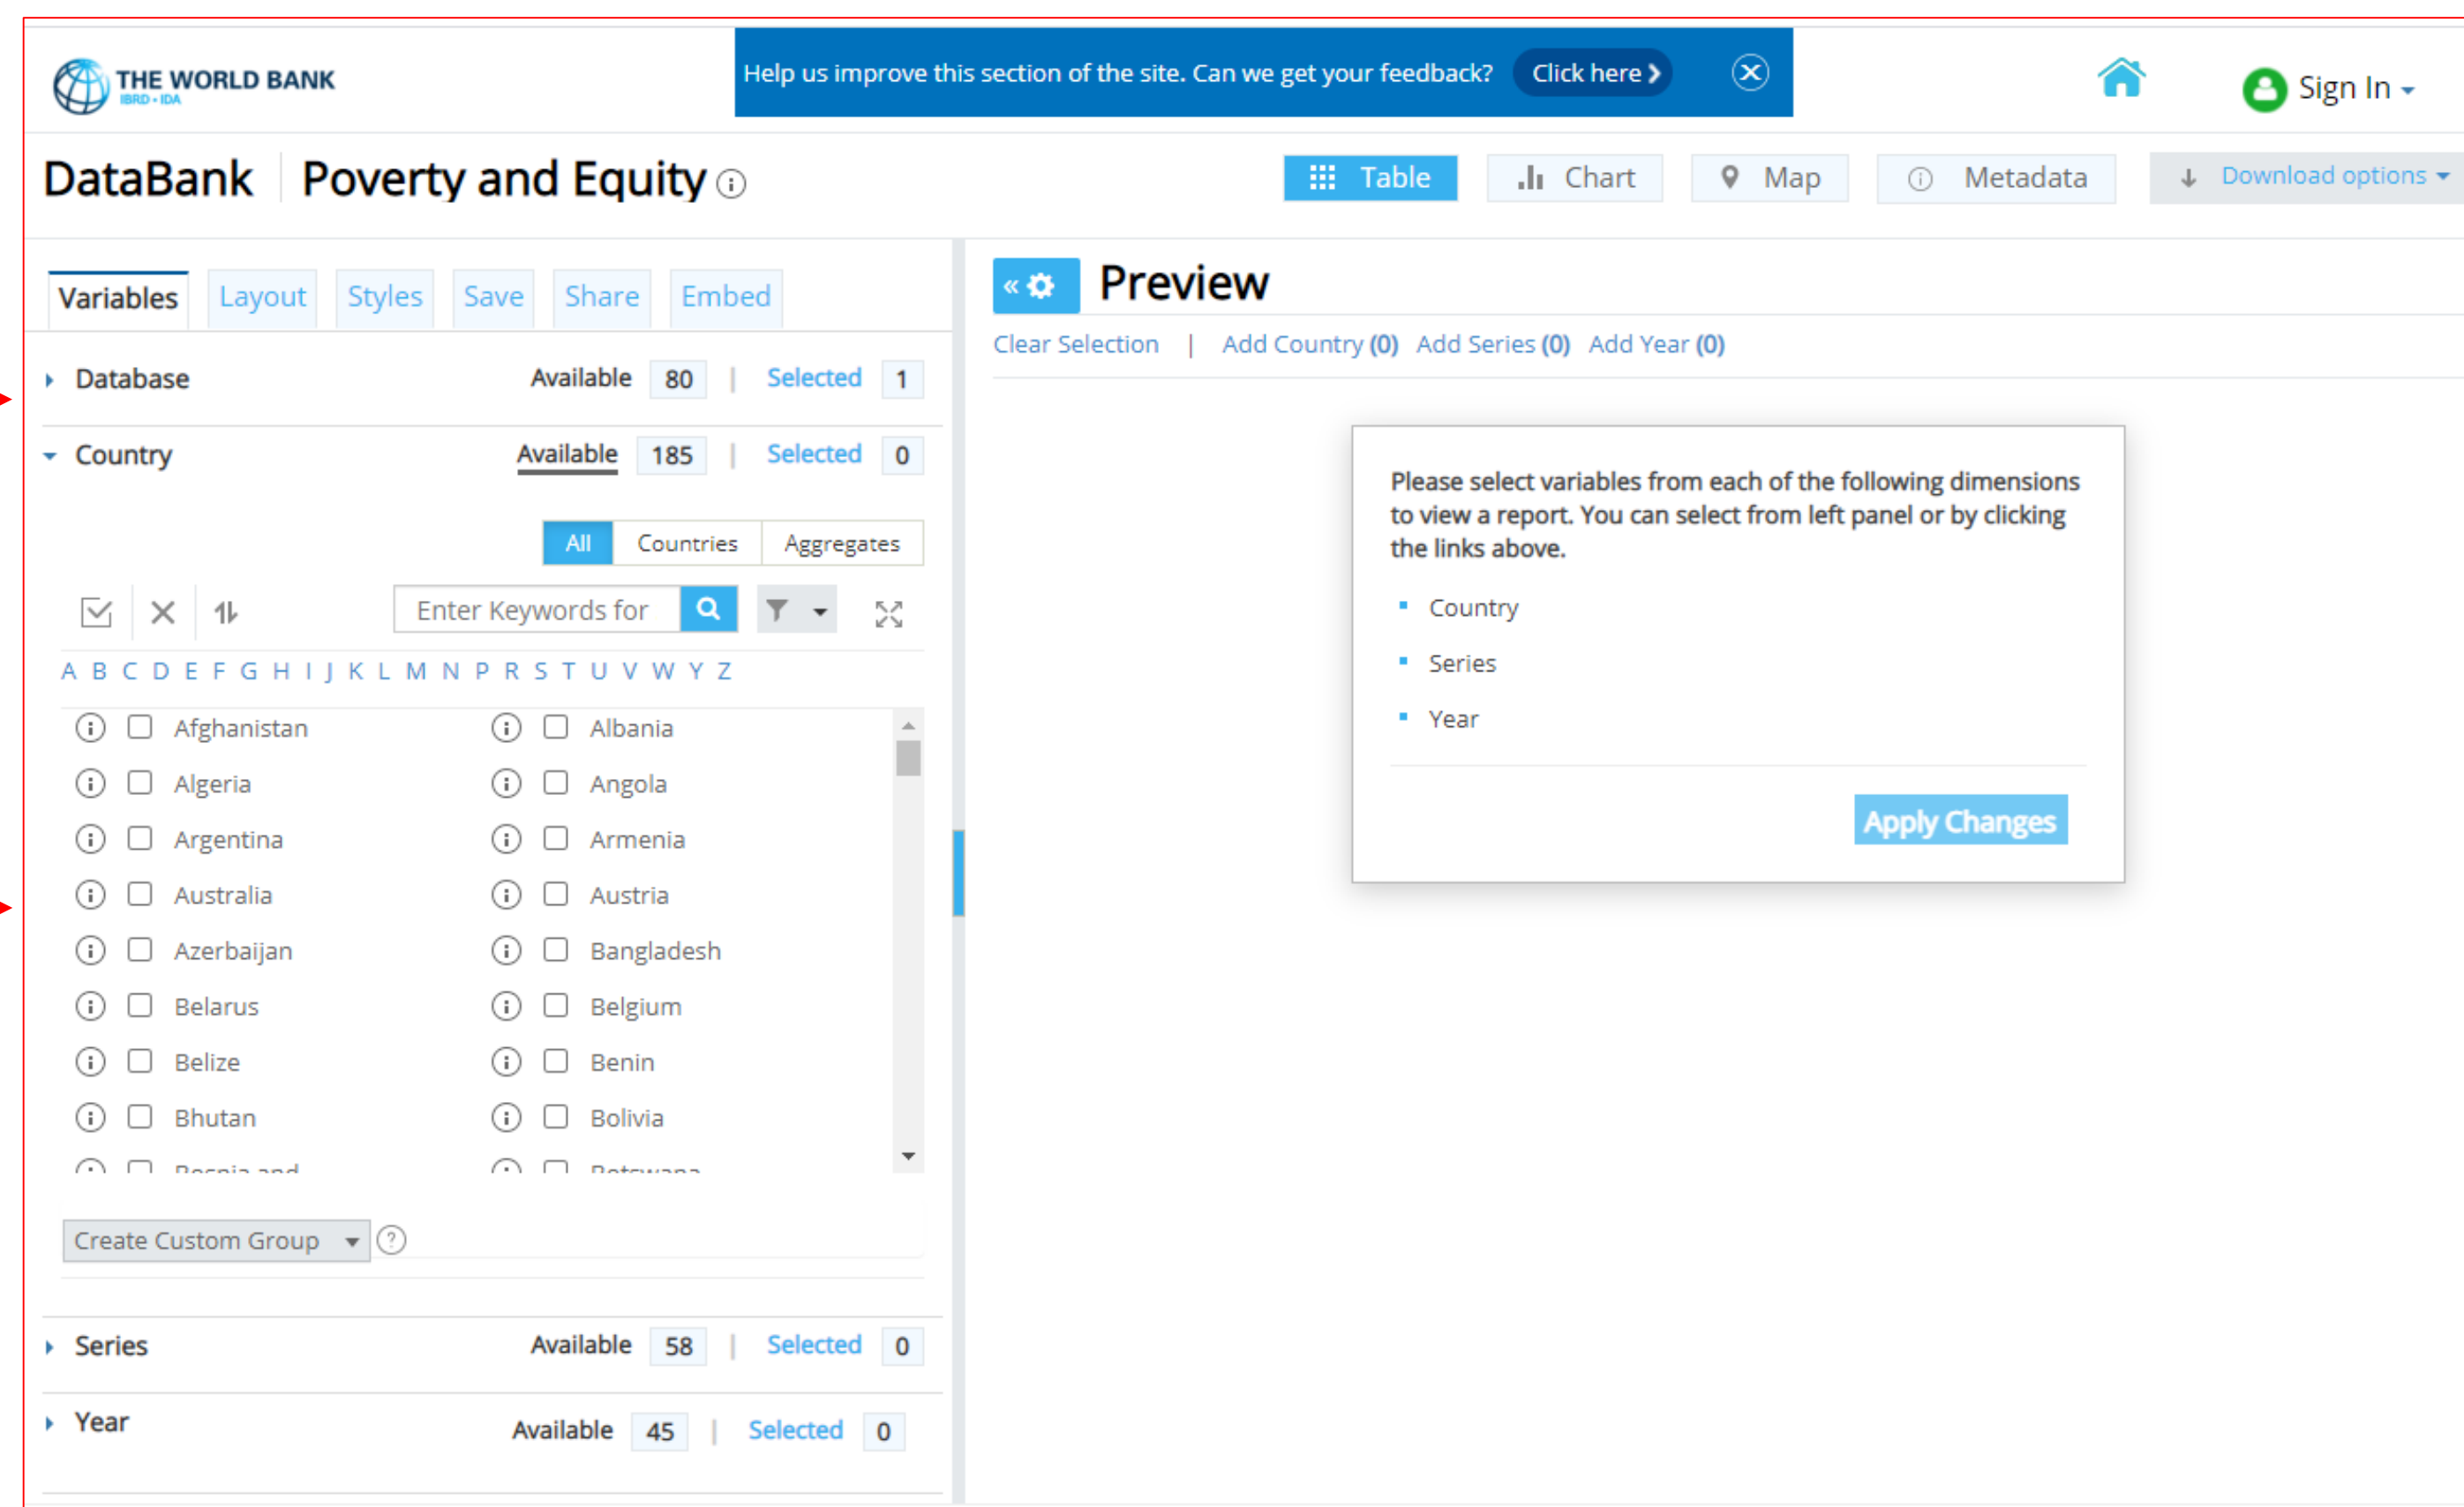 THE WORLD BANK
IBRD • IDA
Help us improve this section of the site. Can we get your feedback? Click here
Sign In
DataBank Poverty and Equity
Table Chart Map Metadata Download options
Variables Layout Styles Save Share Embed
Preview
Clear Selection | Add Country (0) Add Series (0) Add Year (0)
Database Available 80 | Selected 1
Country Available 185 | Selected 0
All Countries Aggregates
Enter Keywords for
A B C D E F G H I J K L M N P R S T U V W Y Z
Afghanistan Albania
Algeria Angola
Argentina Armenia
Australia Austria
Azerbaijan Bangladesh
Belarus Belgium
Belize Benin
Bhutan Bolivia
Bosnia and Botswana
Create Custom Group ?
Series Available 58 | Selected 0
Year Available 45 | Selected 0
Please select variables from each of the following dimensions
to view a report. You can select from left panel or by clicking
the links above.
Country
Series
Year
Apply Changes